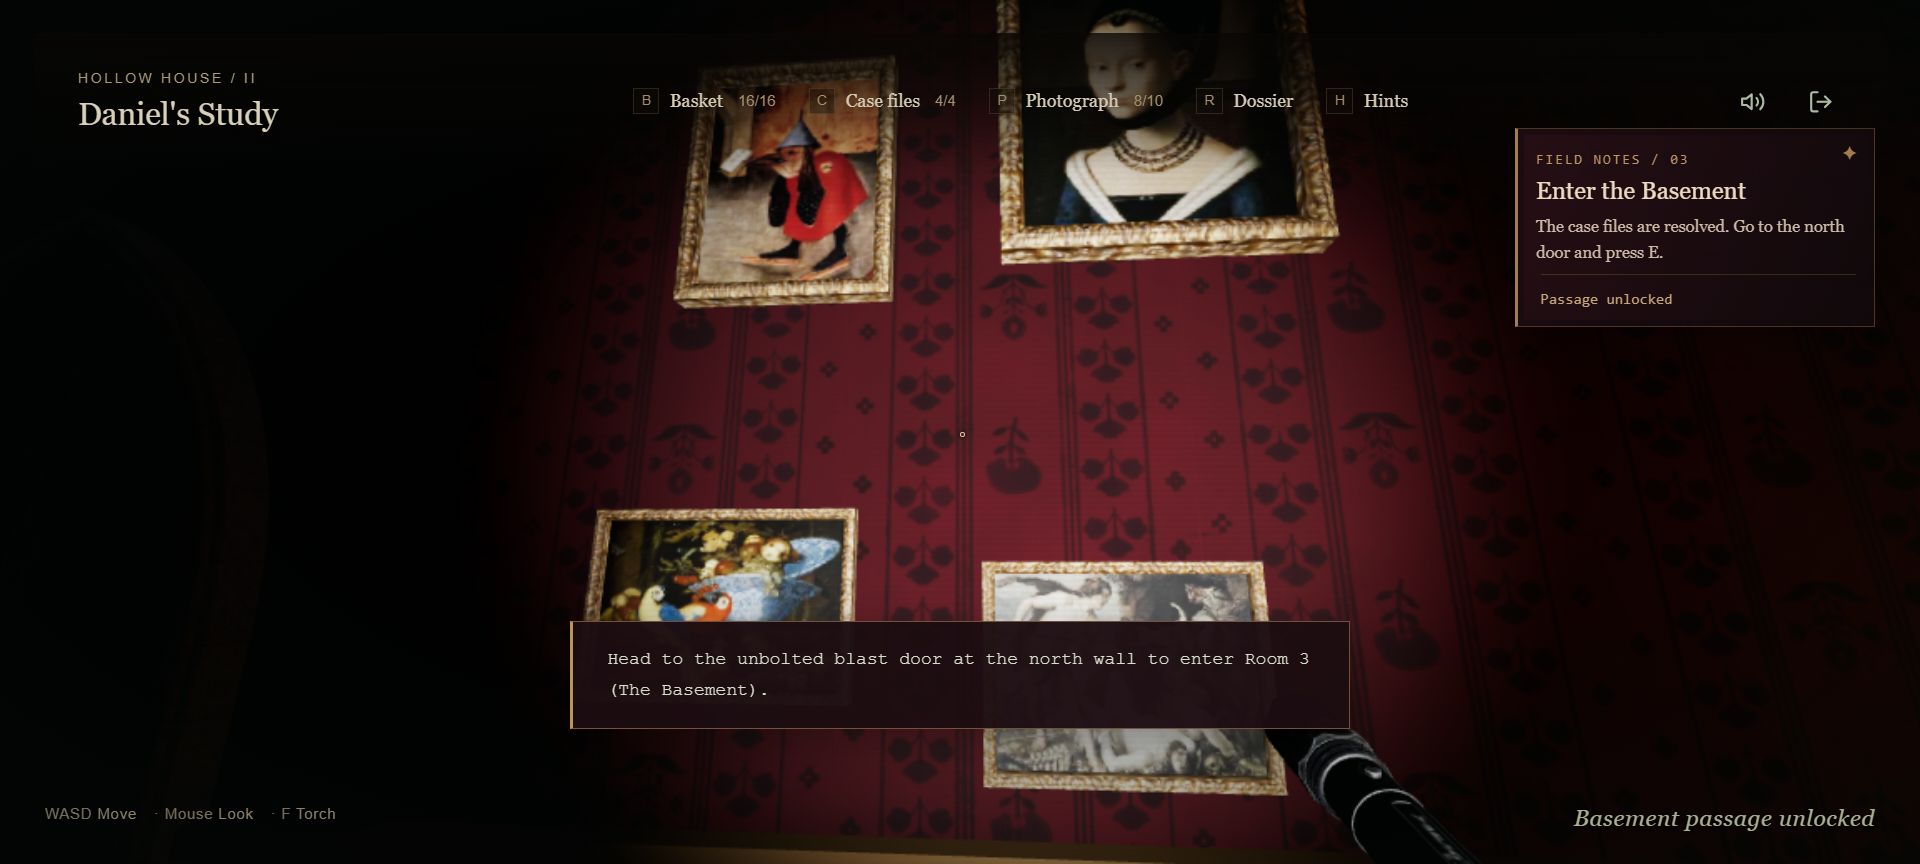 HOLLOW HOUSE / II
Daniel's Study
B Basket 16/16 C Case files 4/4 P Photograph 8/10 R Dossier H Hints
FIELD NOTES / 03
Enter the Basement
The case files are resolved. Go to the north
door and press E.
Passage unlocked
Head to the unbolted blast door at the north wall to enter Room 3
(The Basement).
WASD Move · Mouse Look · F Torch
Basement passage unlocked